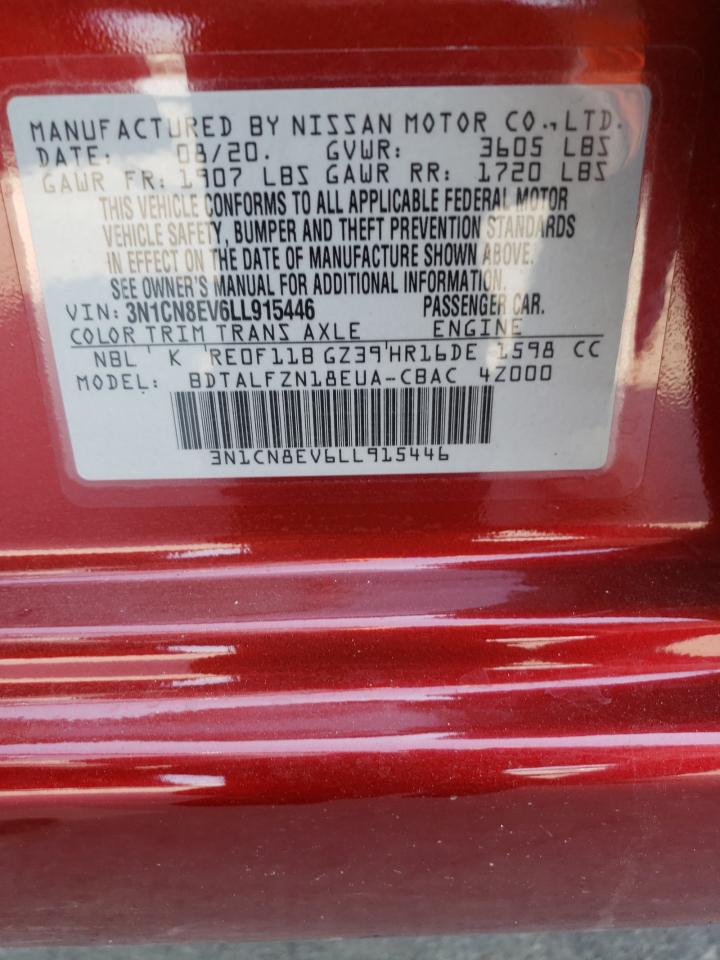 MANUFACTURED BY NISSAN MOTOR CO.,LTD.
DATE: 08/20. GVWR: 3605 LBS
GAWR FR: 1907 LBS GAWR RR: 1720 LBS
THIS VEHICLE CONFORMS TO ALL APPLICABLE FEDERAL MOTOR
VEHICLE SAFETY, BUMPER AND THEFT PREVENTION STANDARDS
IN EFFECT ON THE DATE OF MANUFACTURE SHOWN ABOVE.
SEE OWNER'S MANUAL FOR ADDITIONAL INFORMATION.
VIN: 3N1CN8EV6LL915446 PASSENGER CAR.
COLOR TRIM TRANS AXLE ENGINE
NBL K RE0F11B GZ39 HR16DE 1598 CC
MODEL: BDTALFZN18EUA-CBAC 4Z000
3N1CN8EV6LL915446